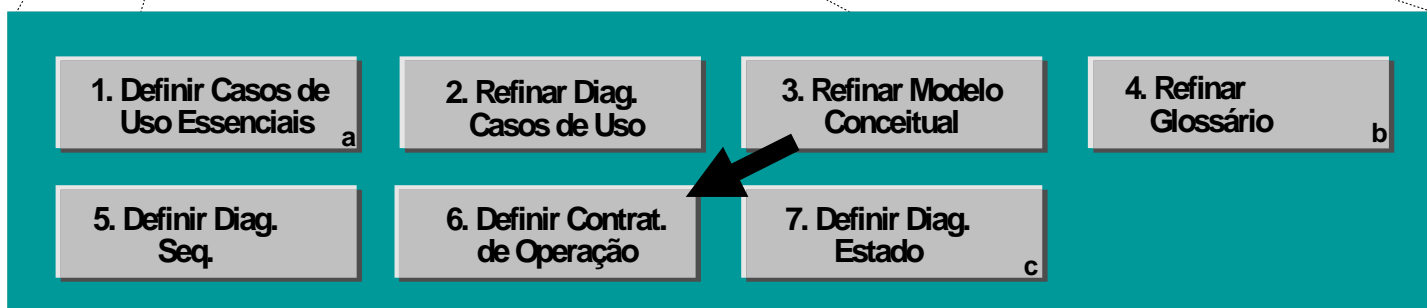 1. Definir Casos de
Uso Essenciais
a
2. Refinar Diag.
Casos de Uso
3. Refinar Modelo
Conceitual
4. Refinar
Glossário
b
5. Definir Diag.
Seq.
6. Definir Contrat.
de Operação
7. Definir Diag.
Estado
c